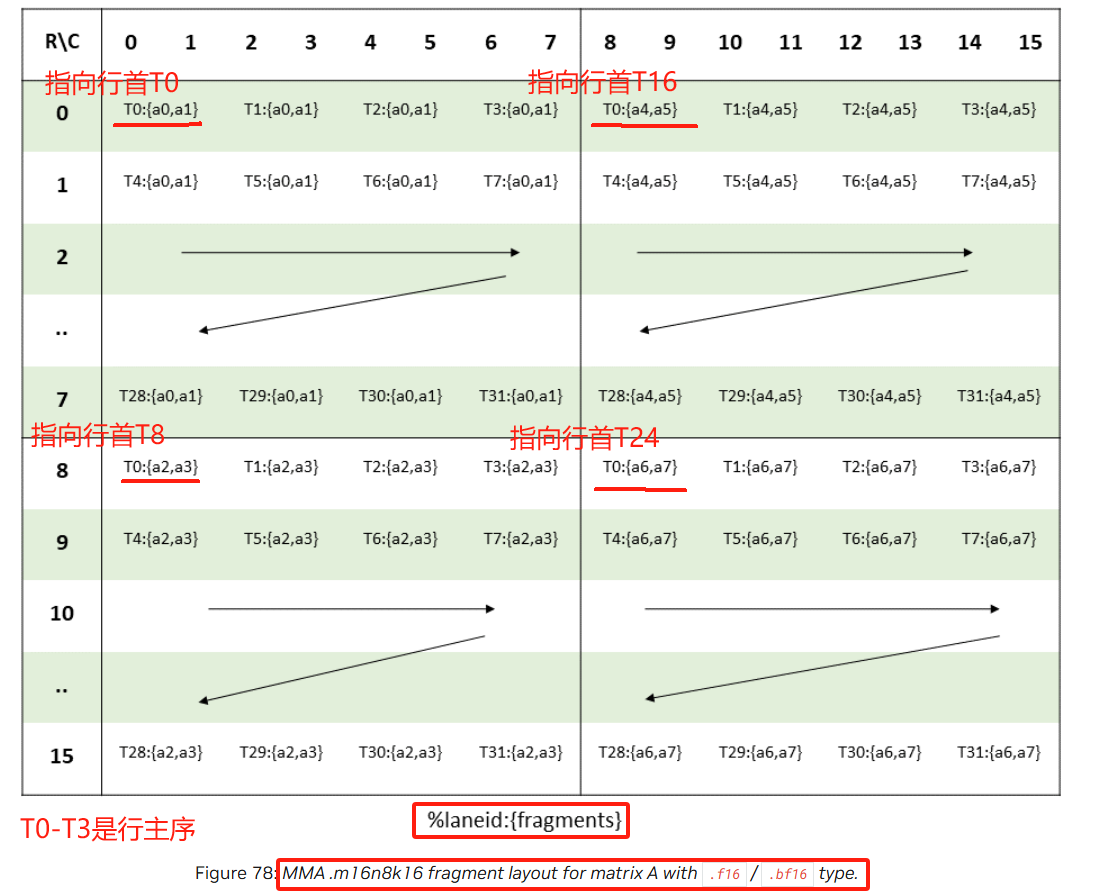 R\C 0 1 2 3 4 5 6 7 8 9 10 11 12 13 14 15
指向行首T0 指向行首T16
0 T0:{a0,a1} T1:{a0,a1} T2:{a0,a1} T3:{a0,a1} T0:{a4,a5} T1:{a4,a5} T2:{a4,a5} T3:{a4,a5}
1 T4:{a0,a1} T5:{a0,a1} T6:{a0,a1} T7:{a0,a1} T4:{a4,a5} T5:{a4,a5} T6:{a4,a5} T7:{a4,a5}
2
..
7 T28:{a0,a1} T29:{a0,a1} T30:{a0,a1} T31:{a0,a1} T28:{a4,a5} T29:{a4,a5} T30:{a4,a5} T31:{a4,a5}
指向行首T8 指向行首T24
8 T0:{a2,a3} T1:{a2,a3} T2:{a2,a3} T3:{a2,a3} T0:{a6,a7} T1:{a6,a7} T2:{a6,a7} T3:{a6,a7}
9 T4:{a2,a3} T5:{a2,a3} T6:{a2,a3} T7:{a2,a3} T4:{a6,a7} T5:{a6,a7} T6:{a6,a7} T7:{a6,a7}
10
..
15 T28:{a2,a3} T29:{a2,a3} T30:{a2,a3} T31:{a2,a3} T28:{a6,a7} T29:{a6,a7} T30:{a6,a7} T31:{a6,a7}
%laneid:{fragments}
T0-T3是行主序
Figure 78: MMA .m16n8k16 fragment layout for matrix A with .f16 / .bf16 type.